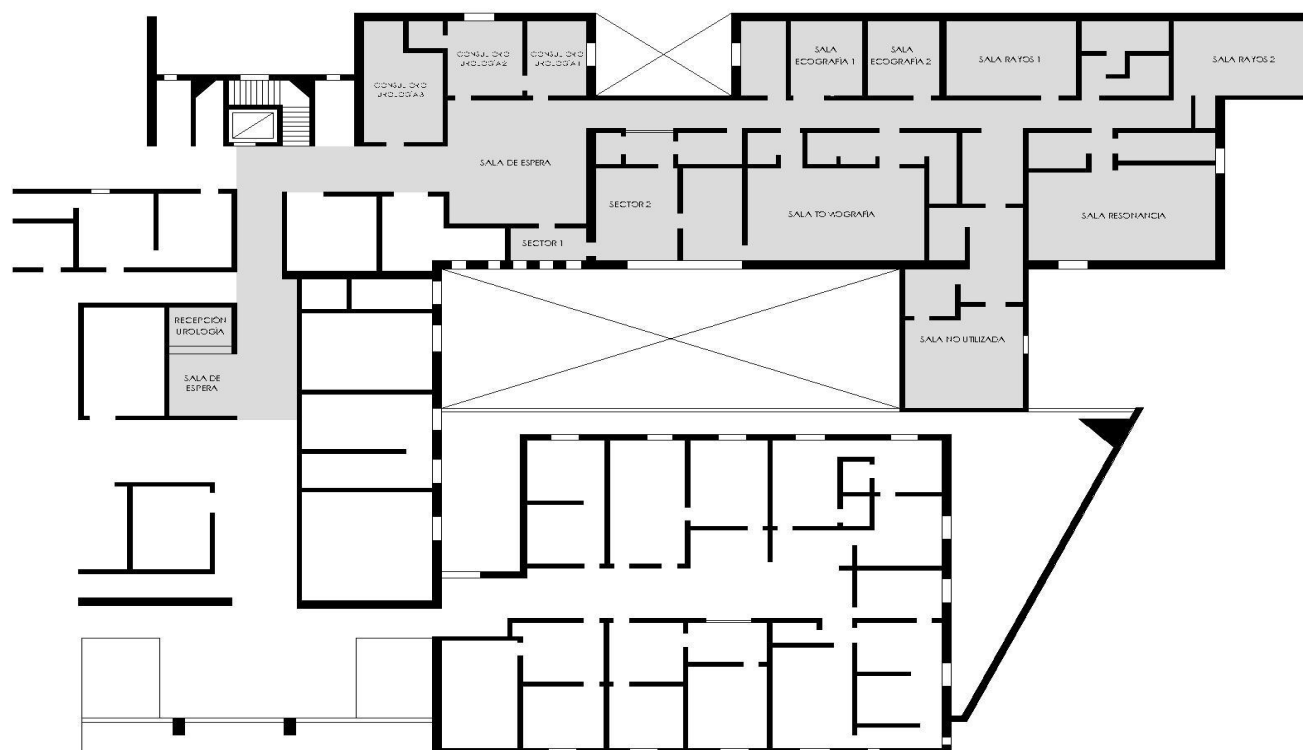 CONSULTORIO
UROLOGÍA 2
CONSULTORIO
UROLOGÍA 1
CONSULTORIO
UROLOGÍA 3
SALA
ECOGRAFÍA 1
SALA
ECOGRAFÍA 2
SALA RAYOS 1
SALA RAYOS 2
SALA DE ESPERA
SECTOR 2
SECTOR 1
SALA TOMOGRAFÍA
SALA RESONANCIA
RECEPCIÓN
UROLOGÍA
SALA DE
ESPERA
SALA NO UTILIZADA